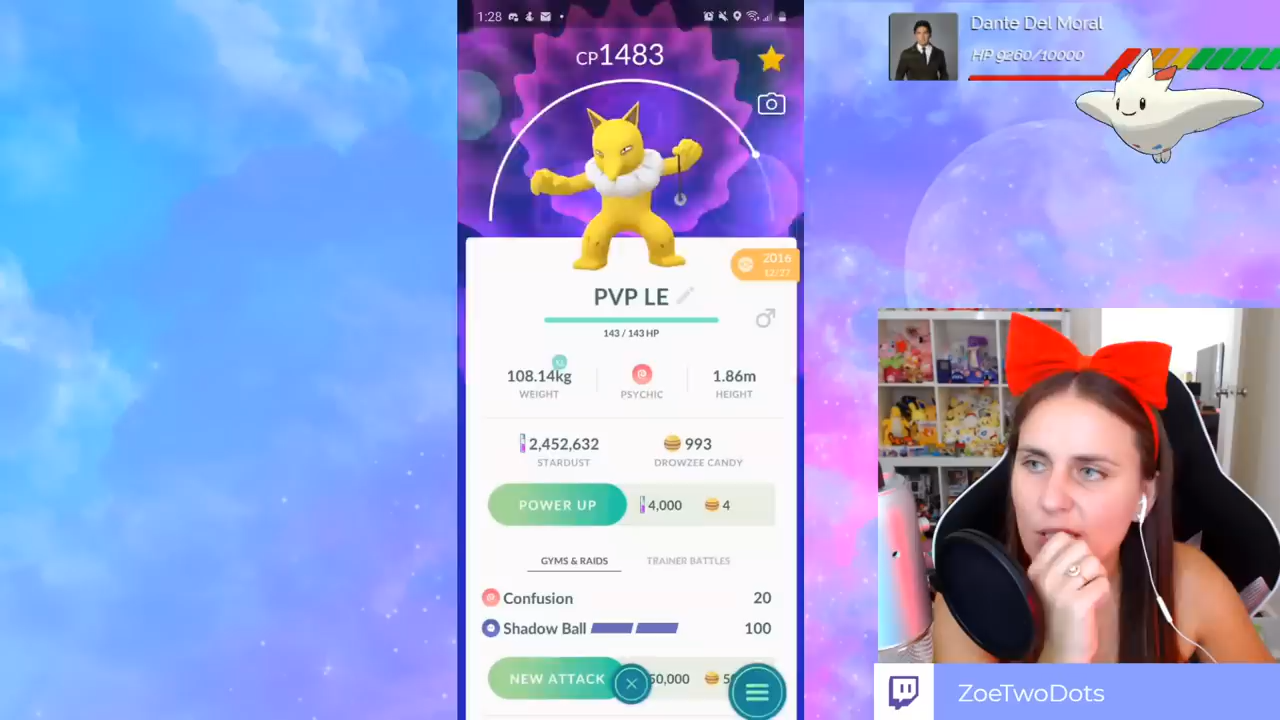 1:28
CP1483
2016
12/27
PVP LE
143 / 143 HP
XL
108.14kg
WEIGHT
PSYCHIC
1.86m
HEIGHT
2,452,632
STARDUST
993
DROWZEE CANDY
POWER UP
4,000
4
GYMS & RAIDS
TRAINER BATTLES
Confusion
20
Shadow Ball
100
NEW ATTACK
50,000
Dante Del Moral
HP 9260/10000
ZoeTwoDots